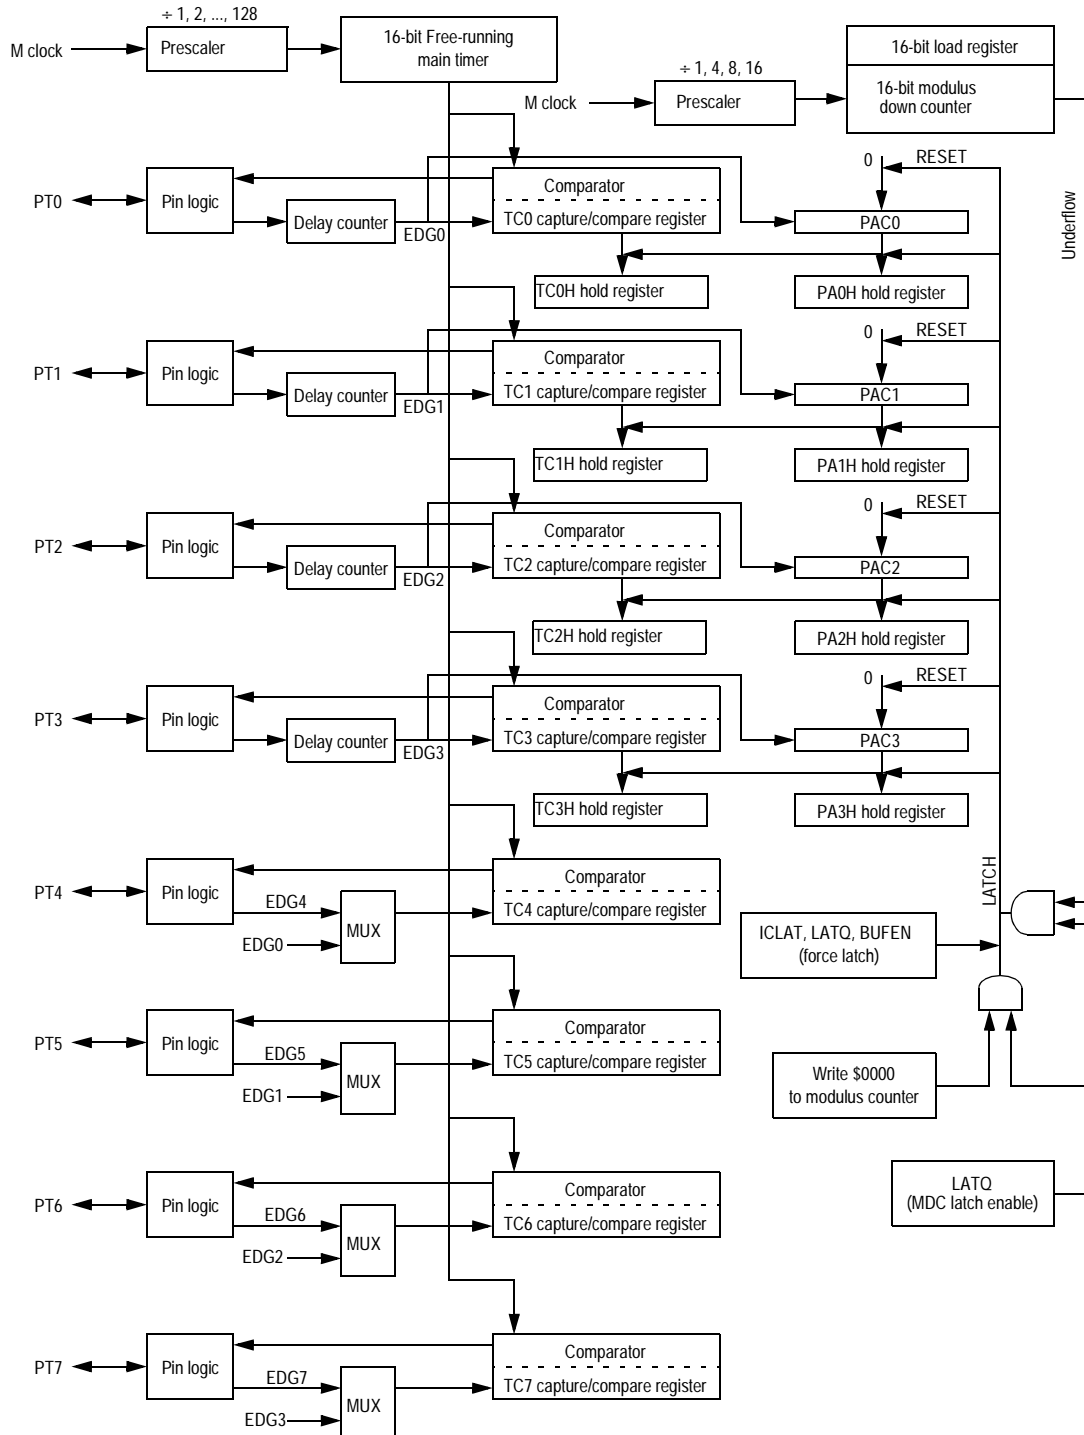 ÷ 1, 2, ..., 128
M clock
Prescaler
16-bit Free-running
main timer
16-bit load register
÷ 1, 4, 8, 16
M clock
Prescaler
16-bit modulus
down counter
Underflow
0
RESET
PT0
Pin logic
Delay counter
EDG0
Comparator
TC0 capture/compare register
PAC0
TC0H hold register
PA0H hold register
0
RESET
PT1
Pin logic
Delay counter
EDG1
Comparator
TC1 capture/compare register
PAC1
TC1H hold register
PA1H hold register
0
RESET
PT2
Pin logic
Delay counter
EDG2
Comparator
TC2 capture/compare register
PAC2
TC2H hold register
PA2H hold register
0
RESET
PT3
Pin logic
Delay counter
EDG3
Comparator
TC3 capture/compare register
PAC3
TC3H hold register
PA3H hold register
LATCH
PT4
Pin logic
EDG4
EDG0
MUX
Comparator
TC4 capture/compare register
ICLAT, LATQ, BUFEN
(force latch)
PT5
Pin logic
EDG5
EDG1
MUX
Comparator
TC5 capture/compare register
Write $0000
to modulus counter
PT6
Pin logic
EDG6
EDG2
MUX
Comparator
TC6 capture/compare register
LATQ
(MDC latch enable)
PT7
Pin logic
EDG7
EDG3
MUX
Comparator
TC7 capture/compare register